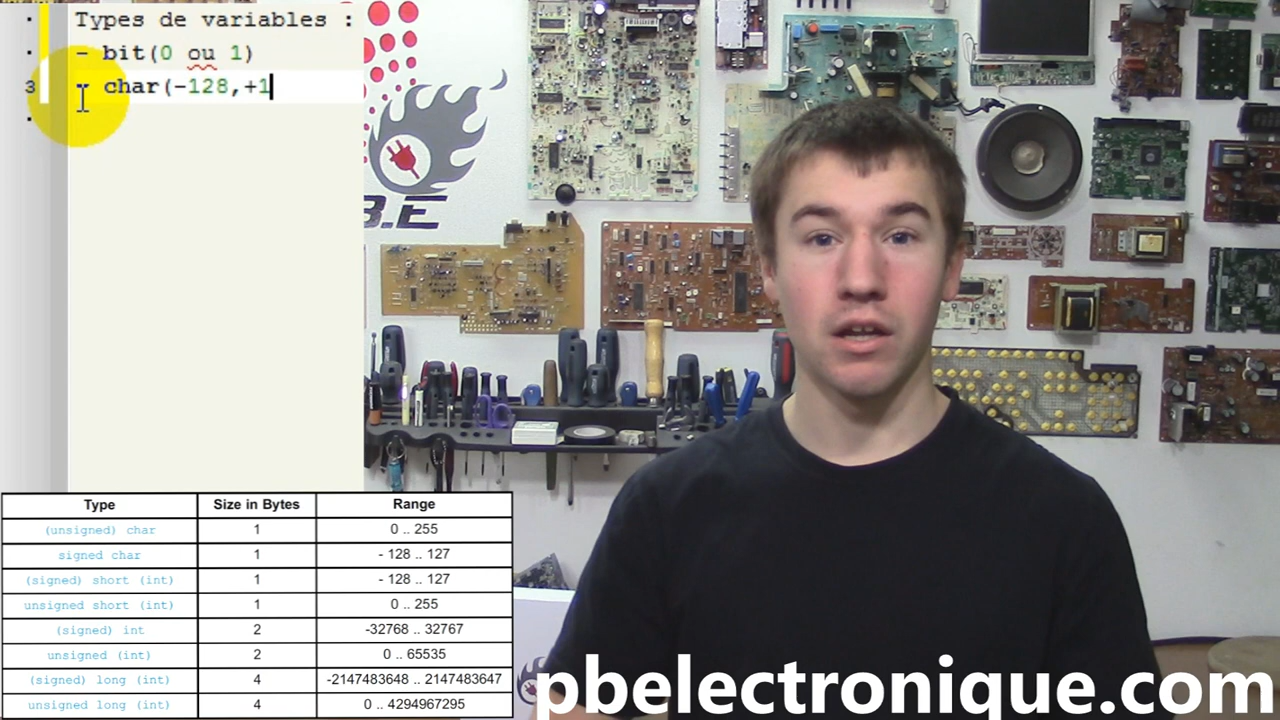 Types de variables :
- bit(0 ou 1)
3 - char(-128,+1
B.E
Type Size in Bytes Range
(unsigned) char 1 0 .. 255
signed char 1 - 128 .. 127
(signed) short (int) 1 - 128 .. 127
unsigned short (int) 1 0 .. 255
(signed) int 2 -32768 .. 32767
unsigned (int) 2 0 .. 65535
(signed) long (int) 4 -2147483648 .. 2147483647
unsigned long (int) 4 0 .. 4294967295
pbelectronique.com